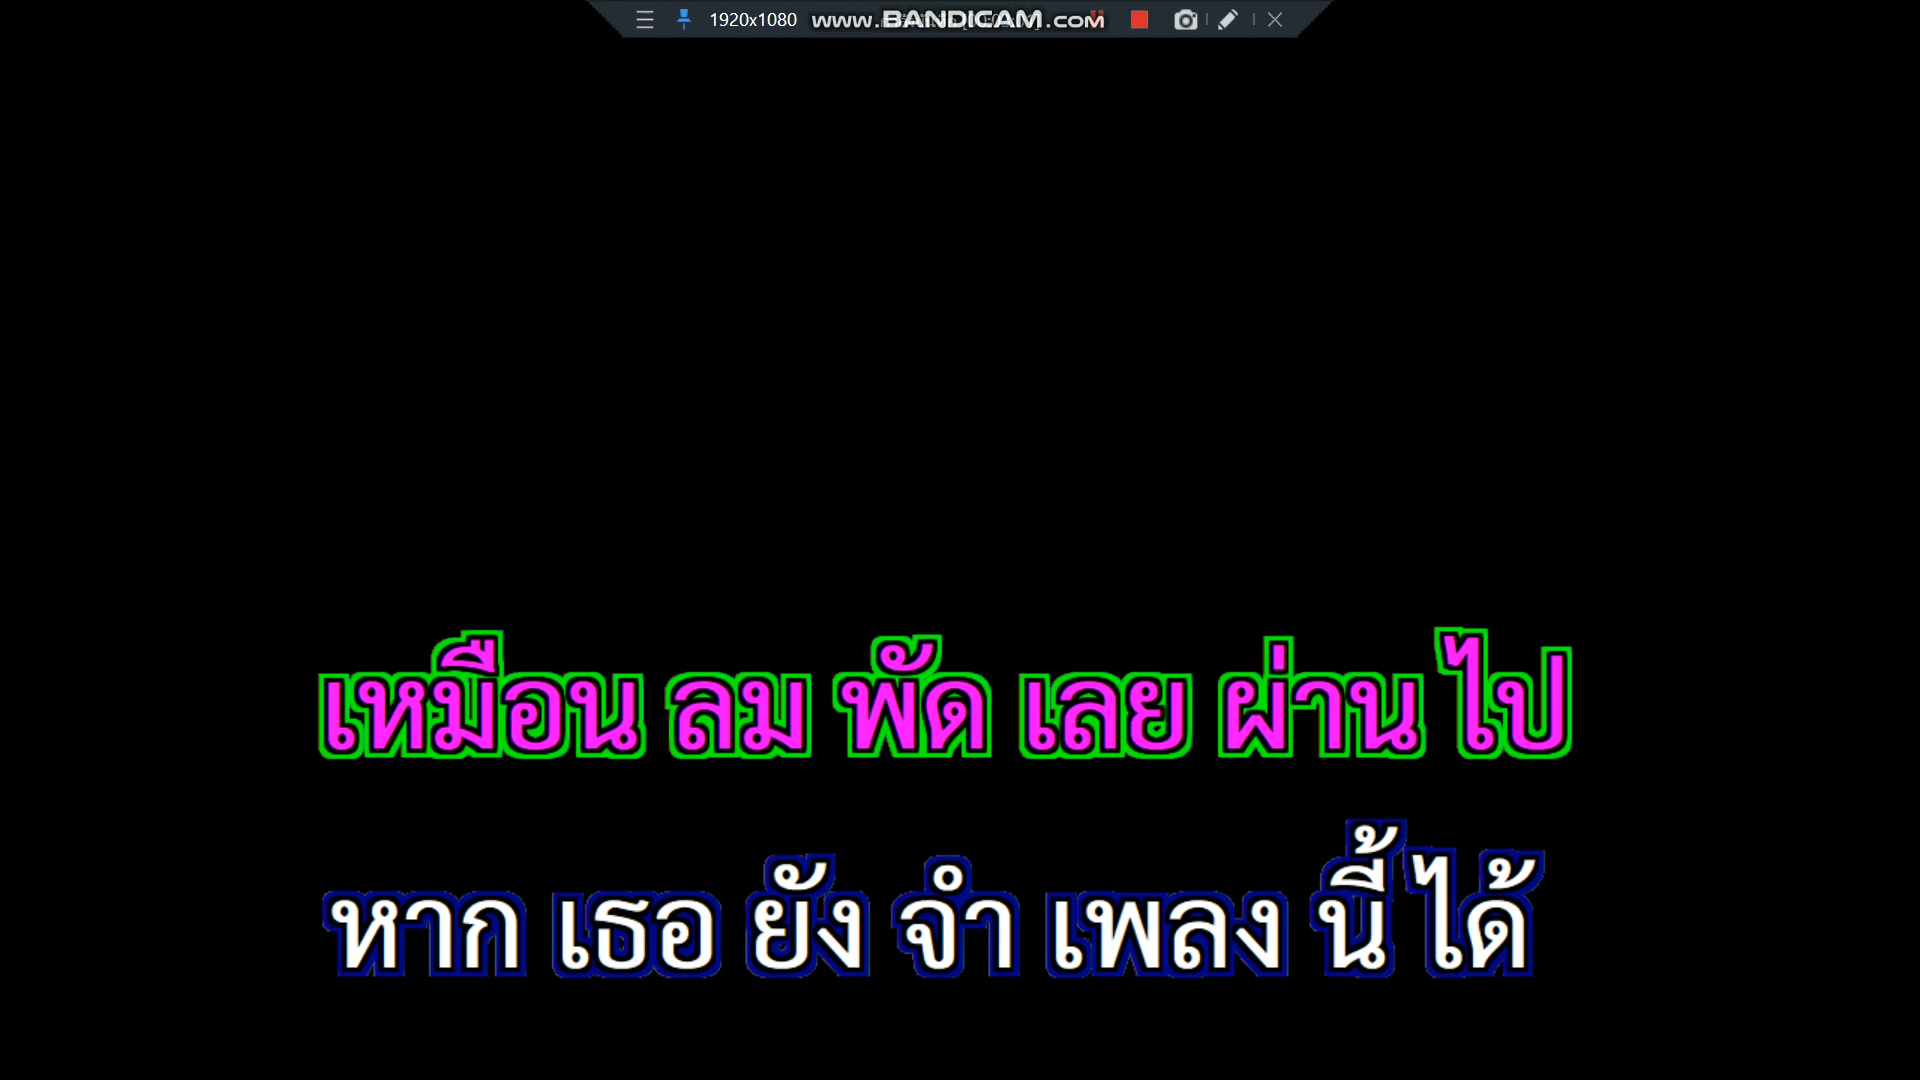 1920x1080 www.BANDICAM.com
เหมือน ลม พัด เลย ผ่าน ไป
หาก เธอ ยัง จำ เพลง นี้ ได้